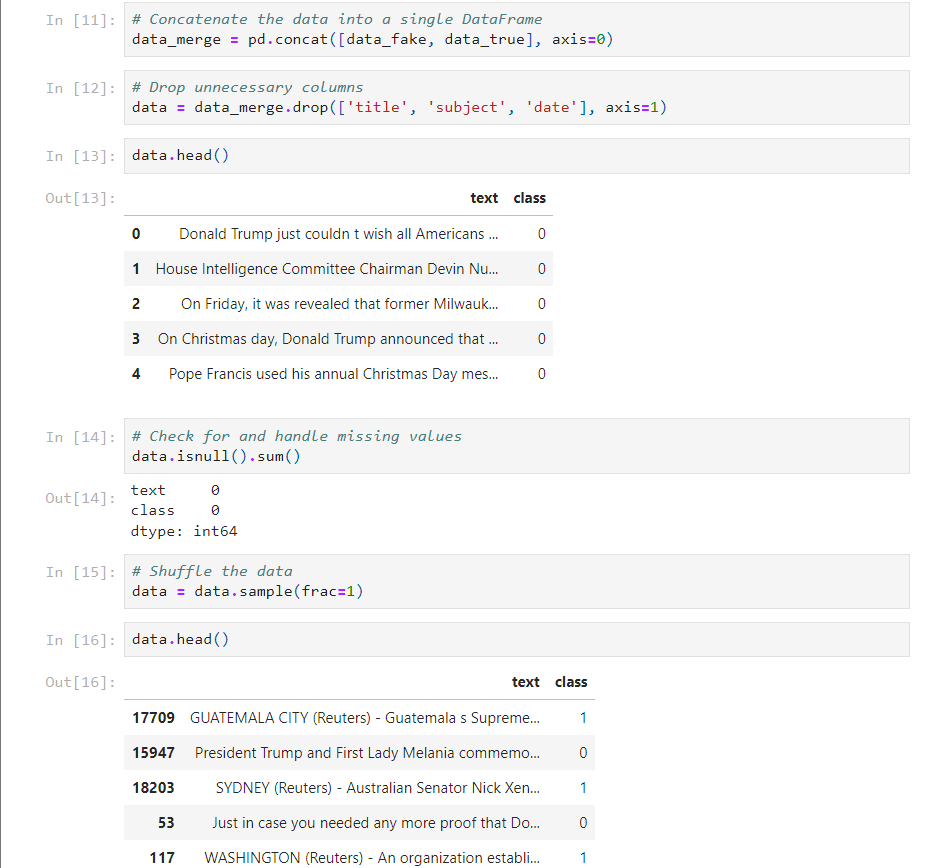 In [11]: # Concatenate the data into a single DataFrame
data_merge = pd.concat([data_fake, data_true], axis=0)
In [12]: # Drop unnecessary columns
data = data_merge.drop(['title', 'subject', 'date'], axis=1)
In [13]: data.head()
Out[13]:
text class
0 Donald Trump just couldn t wish all Americans ... 0
1 House Intelligence Committee Chairman Devin Nu... 0
2 On Friday, it was revealed that former Milwauk... 0
3 On Christmas day, Donald Trump announced that ... 0
4 Pope Francis used his annual Christmas Day mes... 0
In [14]: # Check for and handle missing values
data.isnull().sum()
Out[14]: text 0
class 0
dtype: int64
In [15]: # Shuffle the data
data = data.sample(frac=1)
In [16]: data.head()
Out[16]:
text class
17709 GUATEMALA CITY (Reuters) - Guatemala s Supreme... 1
15947 President Trump and First Lady Melania commemo... 0
18203 SYDNEY (Reuters) - Australian Senator Nick Xen... 1
53 Just in case you needed any more proof that Do... 0
117 WASHINGTON (Reuters) - An organization establi... 1